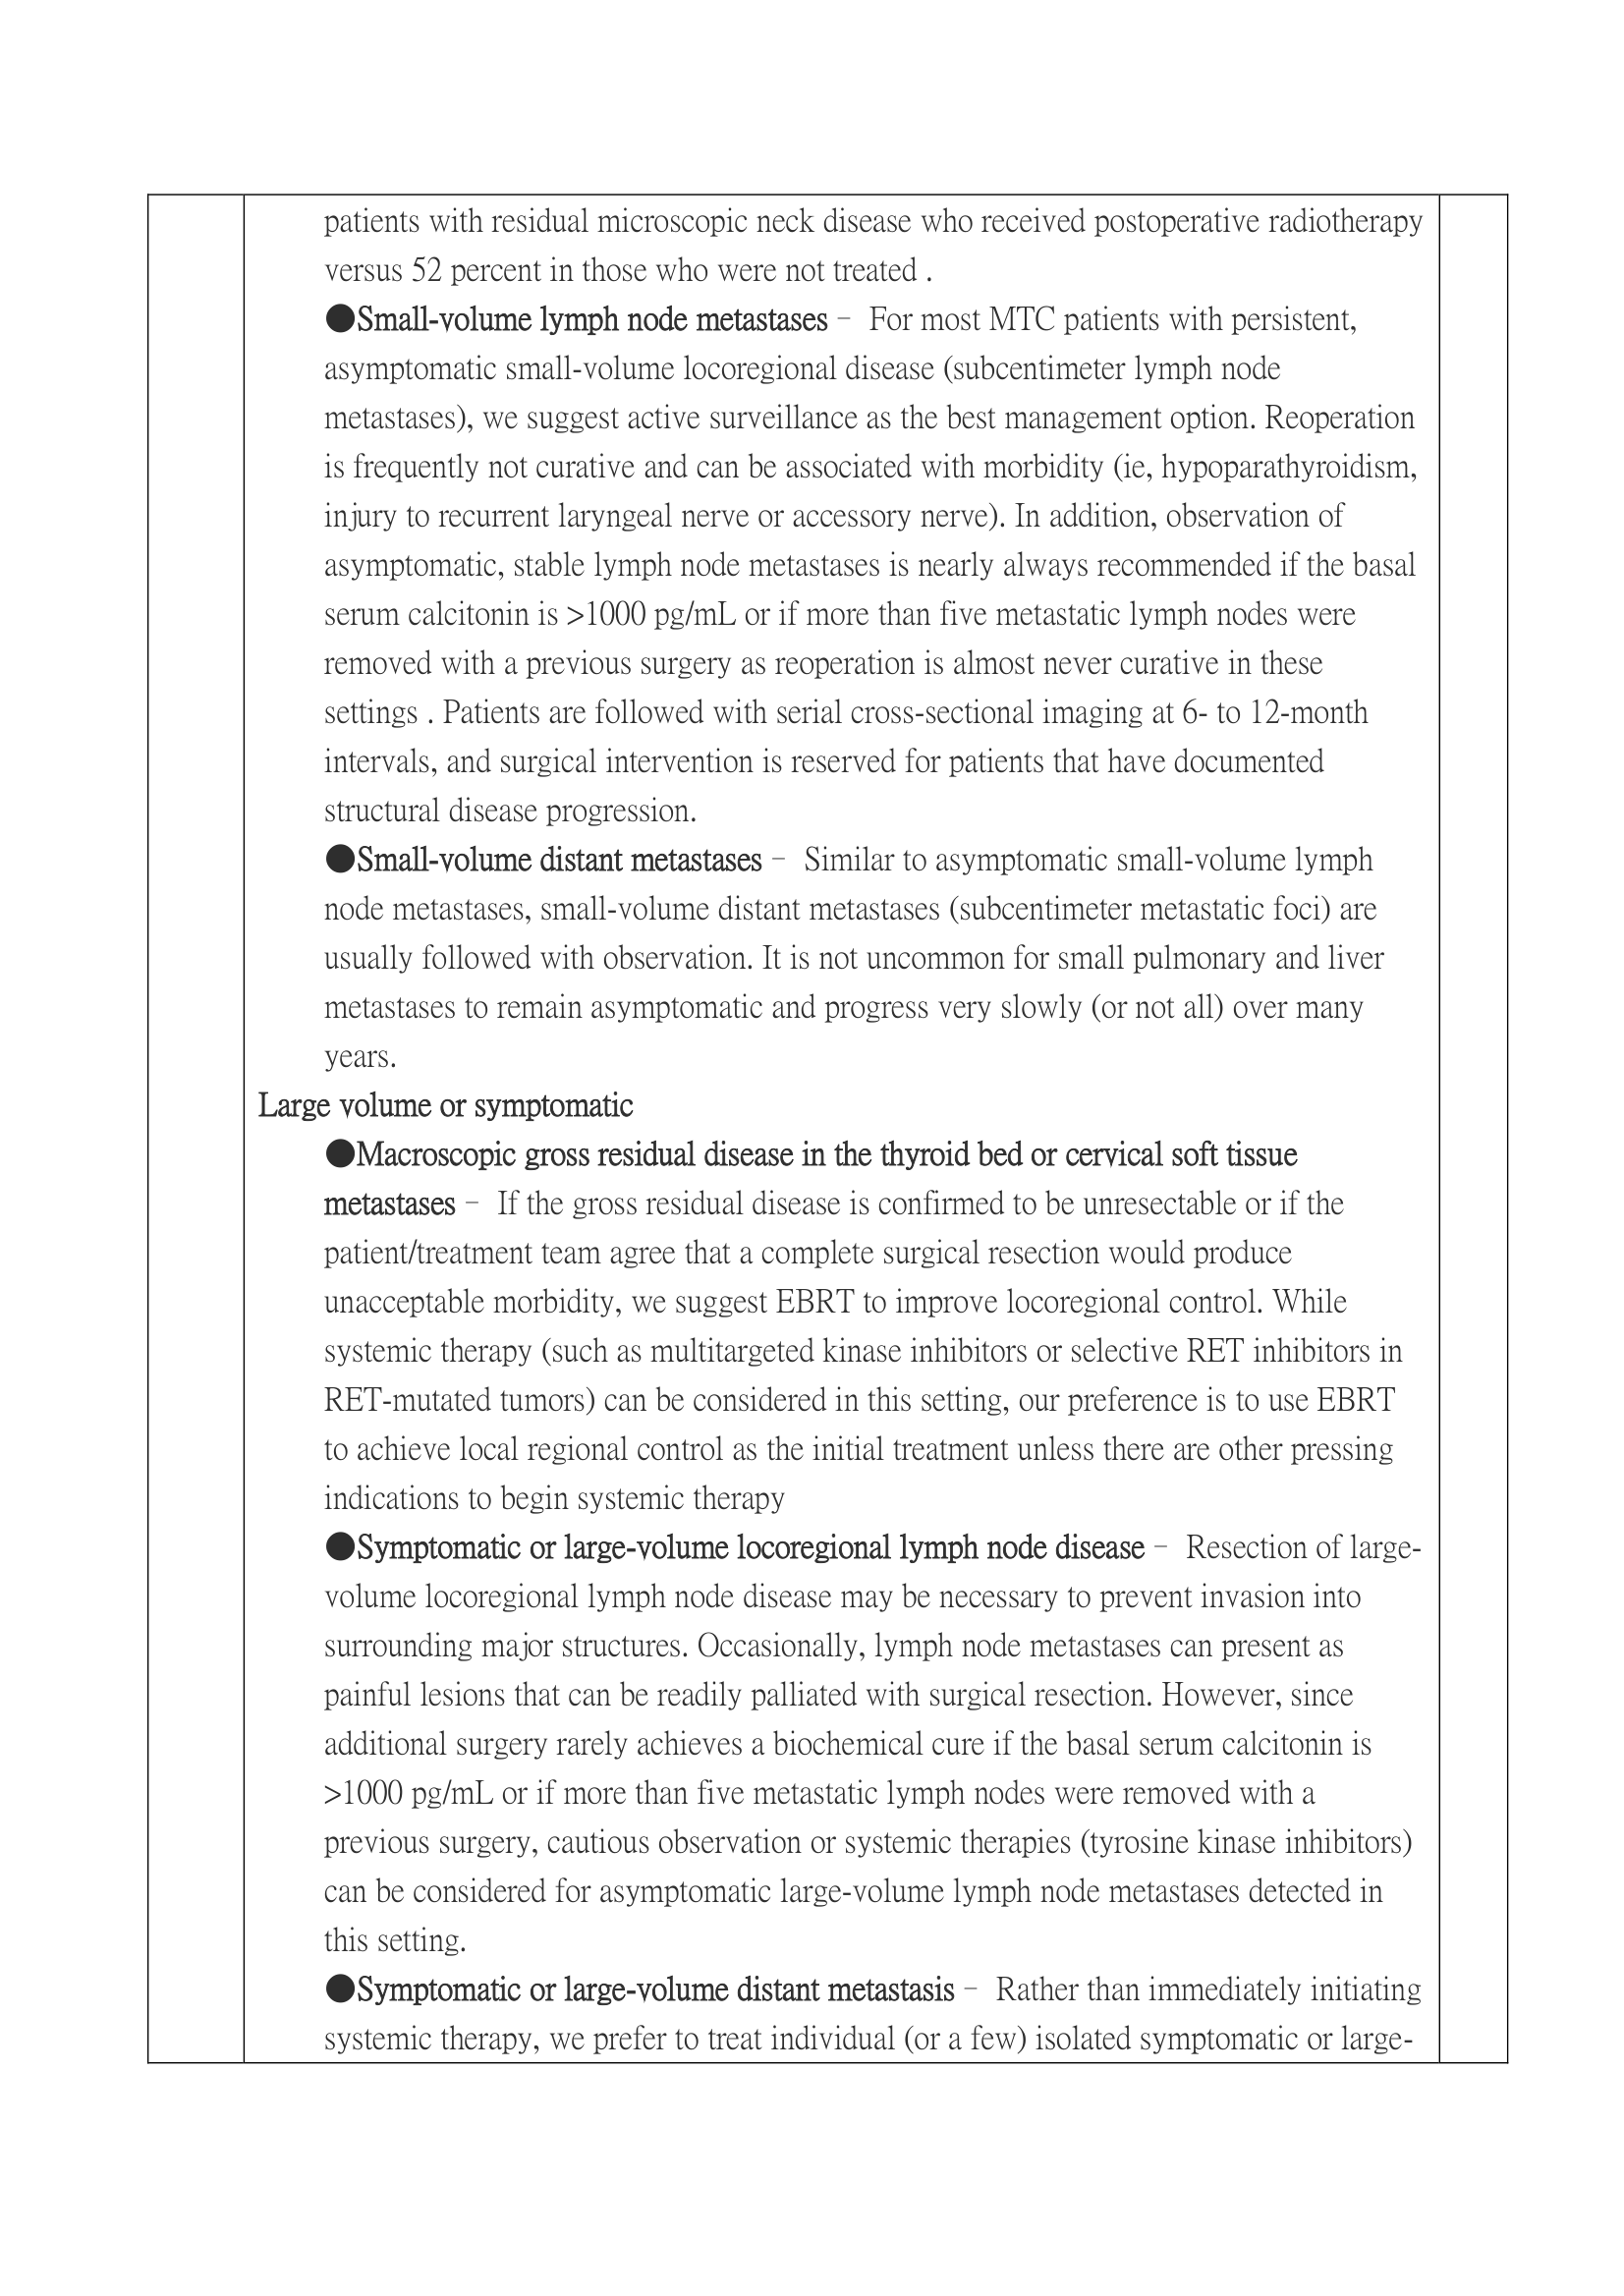 patients with residual microscopic neck disease who received postoperative radiotherapy
versus 52 percent in those who were not treated .
●Small-volume lymph node metastases – For most MTC patients with persistent,
asymptomatic small-volume locoregional disease (subcentimeter lymph node
metastases), we suggest active surveillance as the best management option. Reoperation
is frequently not curative and can be associated with morbidity (ie, hypoparathyroidism,
injury to recurrent laryngeal nerve or accessory nerve). In addition, observation of
asymptomatic, stable lymph node metastases is nearly always recommended if the basal
serum calcitonin is >1000 pg/mL or if more than five metastatic lymph nodes were
removed with a previous surgery as reoperation is almost never curative in these
settings . Patients are followed with serial cross-sectional imaging at 6- to 12-month
intervals, and surgical intervention is reserved for patients that have documented
structural disease progression.
●Small-volume distant metastases – Similar to asymptomatic small-volume lymph
node metastases, small-volume distant metastases (subcentimeter metastatic foci) are
usually followed with observation. It is not uncommon for small pulmonary and liver
metastases to remain asymptomatic and progress very slowly (or not all) over many
years.
Large volume or symptomatic
●Macroscopic gross residual disease in the thyroid bed or cervical soft tissue
metastases – If the gross residual disease is confirmed to be unresectable or if the
patient/treatment team agree that a complete surgical resection would produce
unacceptable morbidity, we suggest EBRT to improve locoregional control. While
systemic therapy (such as multitargeted kinase inhibitors or selective RET inhibitors in
RET-mutated tumors) can be considered in this setting, our preference is to use EBRT
to achieve local regional control as the initial treatment unless there are other pressing
indications to begin systemic therapy
●Symptomatic or large-volume locoregional lymph node disease – Resection of large-
volume locoregional lymph node disease may be necessary to prevent invasion into
surrounding major structures. Occasionally, lymph node metastases can present as
painful lesions that can be readily palliated with surgical resection. However, since
additional surgery rarely achieves a biochemical cure if the basal serum calcitonin is
>1000 pg/mL or if more than five metastatic lymph nodes were removed with a
previous surgery, cautious observation or systemic therapies (tyrosine kinase inhibitors)
can be considered for asymptomatic large-volume lymph node metastases detected in
this setting.
●Symptomatic or large-volume distant metastasis – Rather than immediately initiating
systemic therapy, we prefer to treat individual (or a few) isolated symptomatic or large-